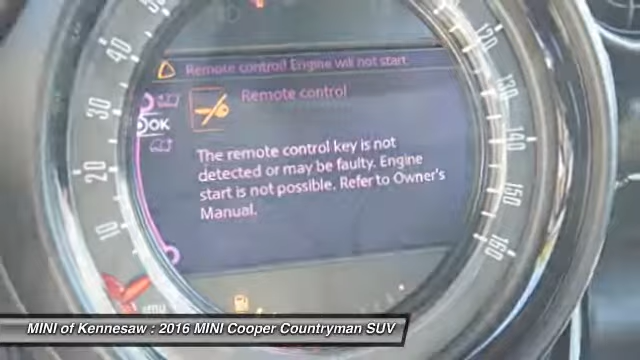 Remote control! Engine will not start.
Remote control
OK
The remote control key is not
detected or may be faulty. Engine
start is not possible. Refer to Owner's
Manual.
50
40
30
20
10
120
130
140
150
160
MINI of Kennesaw : 2016 MINI Cooper Countryman SUV